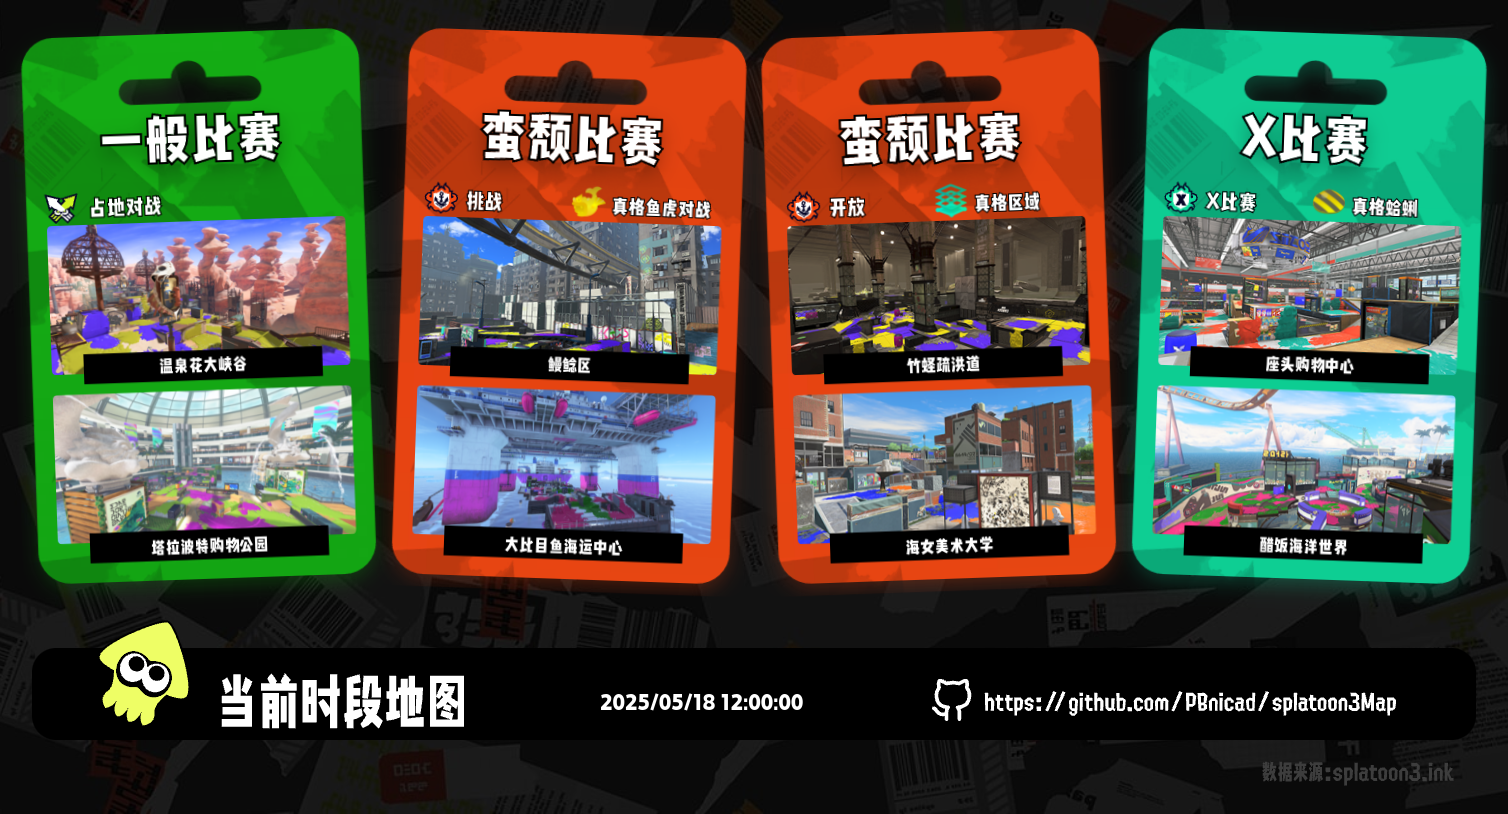 一般比赛
占地对战
温泉花大峡谷
塔拉波特购物公园
蛮颓比赛
挑战
真格鱼虎对战
鳗鲶区
大比目鱼海运中心
蛮颓比赛
开放
真格区域
竹蛏疏洪道
海女美术大学
X比赛
X比赛
真格蛤蜊
座头购物中心
醋饭海洋世界
当前时段地图
2025/05/18 12:00:00
https://github.com/PBnicad/splatoon3Map
数据来源:splatoon3.ink